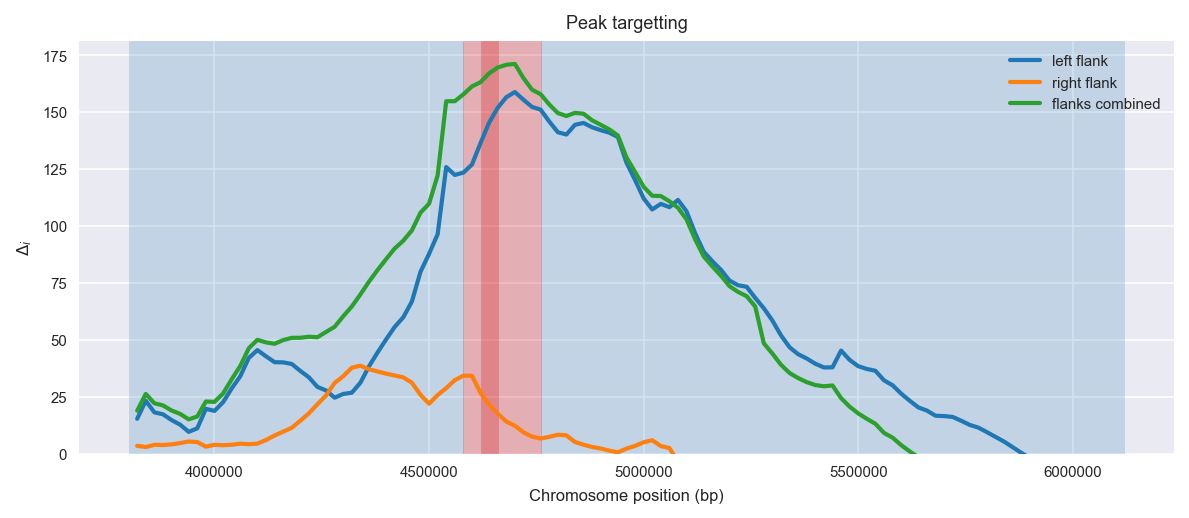 Peak targetting
left flank
right flank
flanks combined
Δi
175
150
125
100
75
50
25
0
4000000 4500000 5000000 5500000 6000000
Chromosome position (bp)